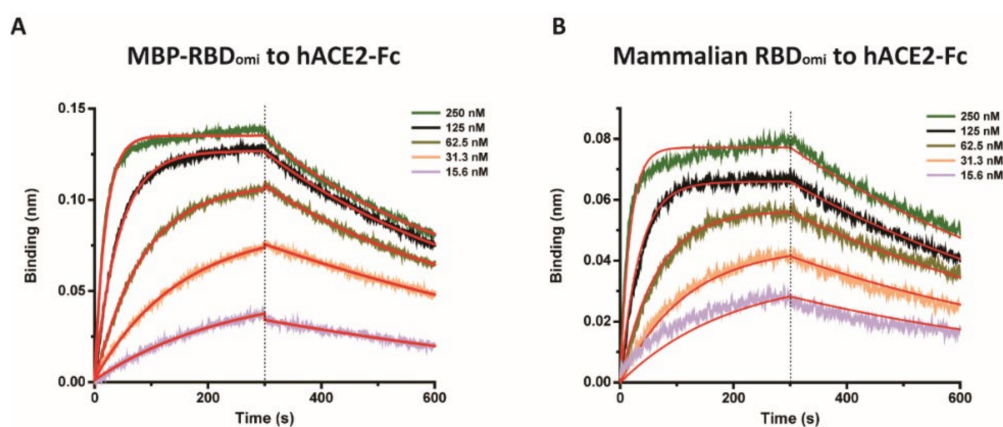 A
MBP-RBDomi to hACE2-Fc
0.15
0.10
0.05
0.00
Binding (nm)
250 nM
125 nM
62.5 nM
31.3 nM
15.6 nM
0
200
400
600
Time (s)
B
Mammalian RBDomi to hACE2-Fc
0.08
0.06
0.04
0.02
0.00
Binding (nm)
250 nM
125 nM
62.5 nM
31.3 nM
15.6 nM
0
200
400
600
Time (s)